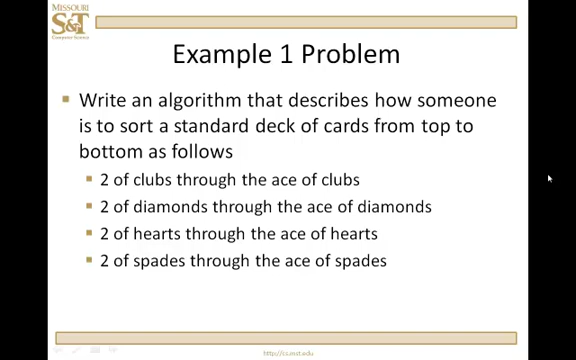 MISSOURI
S&T
Computer Science
Example 1 Problem
Write an algorithm that describes how someone
is to sort a standard deck of cards from top to
bottom as follows
2 of clubs through the ace of clubs
2 of diamonds through the ace of diamonds
2 of hearts through the ace of hearts
2 of spades through the ace of spades
http://cs.mst.edu